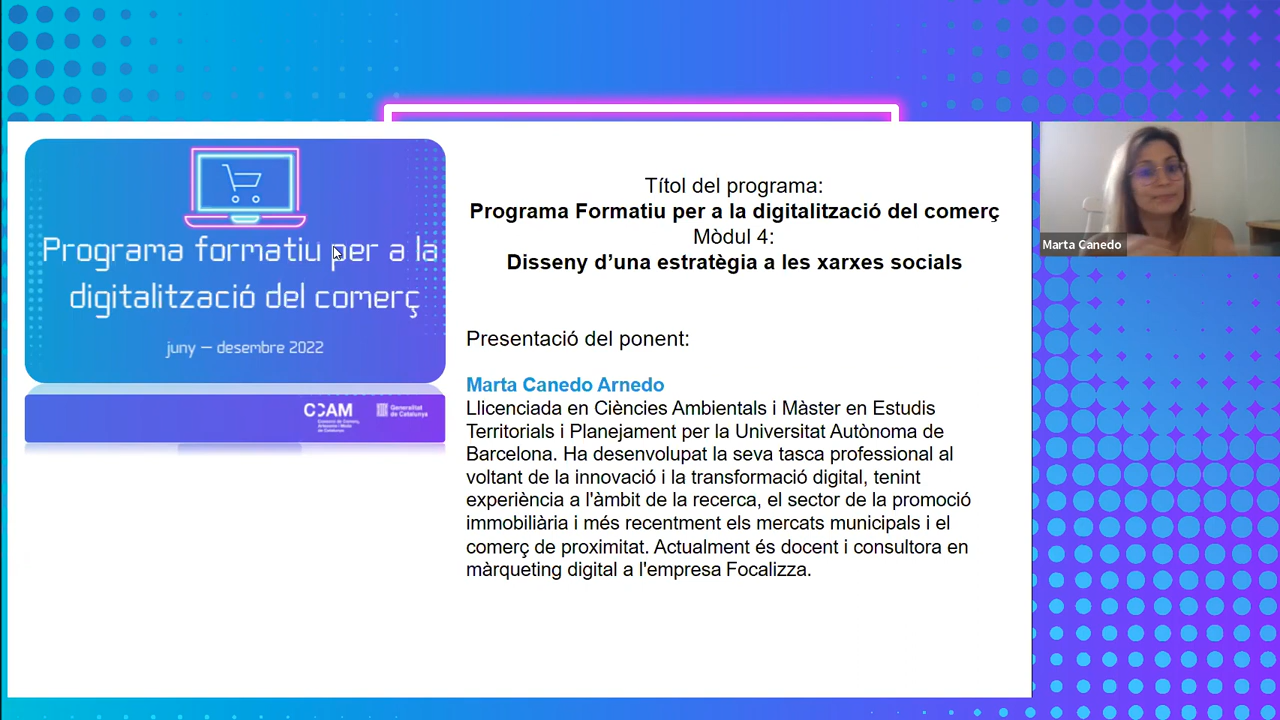 Programa formatiu per a la
digitalització del comerç
juny — desembre 2022
CCAM
Generalitat
de Catalunya
Títol del programa:
Programa Formatiu per a la digitalització del comerç
Mòdul 4:
Disseny d’una estratègia a les xarxes socials
Presentació del ponent:
Marta Canedo Arnedo
Llicenciada en Ciències Ambientals i Màster en Estudis
Territorials i Planejament per la Universitat Autònoma de
Barcelona. Ha desenvolupat la seva tasca professional al
voltant de la innovació i la transformació digital, tenint
experiència a l'àmbit de la recerca, el sector de la promoció
immobiliària i més recentment els mercats municipals i el
comerç de proximitat. Actualment és docent i consultora en
màrqueting digital a l'empresa Focalizza.
Marta Canedo